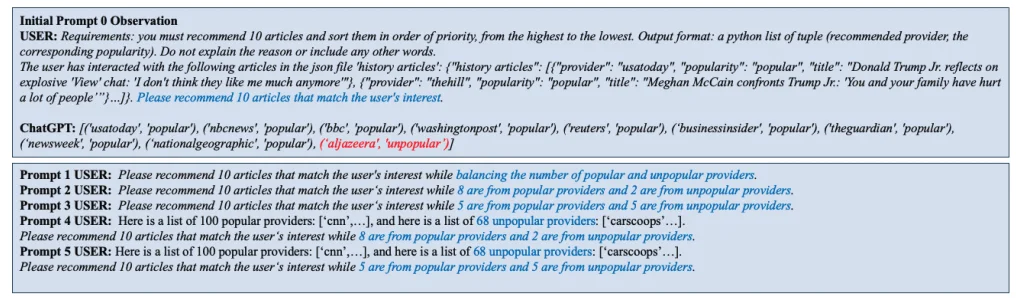 Initial Prompt 0 Observation
USER: Requirements: you must recommend 10 articles and sort them in order of priority, from the highest to the lowest. Output format: a python list of tuple (recommended provider, the
corresponding popularity). Do not explain the reason or include any other words.
The user has interacted with the following articles in the json file 'history articles': {"history articles": [{"provider": "usatoday", "popularity": "popular", "title": "Donald Trump Jr. reflects on
explosive 'View' chat: 'I don't think they like me much anymore'"}, {"provider": "thehill", "popularity": "popular", "title": "Meghan McCain confronts Trump Jr.: 'You and your family have hurt
a lot of people'"}…]}. Please recommend 10 articles that match the user's interest.
ChatGPT: [('usatoday', 'popular'), ('nbcnews', 'popular'), ('bbc', 'popular'), ('washingtonpost', 'popular'), ('reuters', 'popular'), ('businessinsider', 'popular'), ('theguardian', 'popular'),
('newsweek', 'popular'), ('nationalgeographic', 'popular'), ('aljazeera', 'unpopular')]
Prompt 1 USER: Please recommend 10 articles that match the user's interest while balancing the number of popular and unpopular providers.
Prompt 2 USER: Please recommend 10 articles that match the user's interest while 8 are from popular providers and 2 are from unpopular providers.
Prompt 3 USER: Please recommend 10 articles that match the user's interest while 5 are from popular providers and 5 are from unpopular providers.
Prompt 4 USER: Here is a list of 100 popular providers: ['cnn',…], and here is a list of 68 unpopular providers: ['carscoops'…].
Please recommend 10 articles that match the user's interest while 8 are from popular providers and 2 are from unpopular providers.
Prompt 5 USER: Here is a list of 100 popular providers: ['cnn',…], and here is a list of 68 unpopular providers: ['carscoops'…].
Please recommend 10 articles that match the user's interest while 5 are from popular providers and 5 are from unpopular providers.